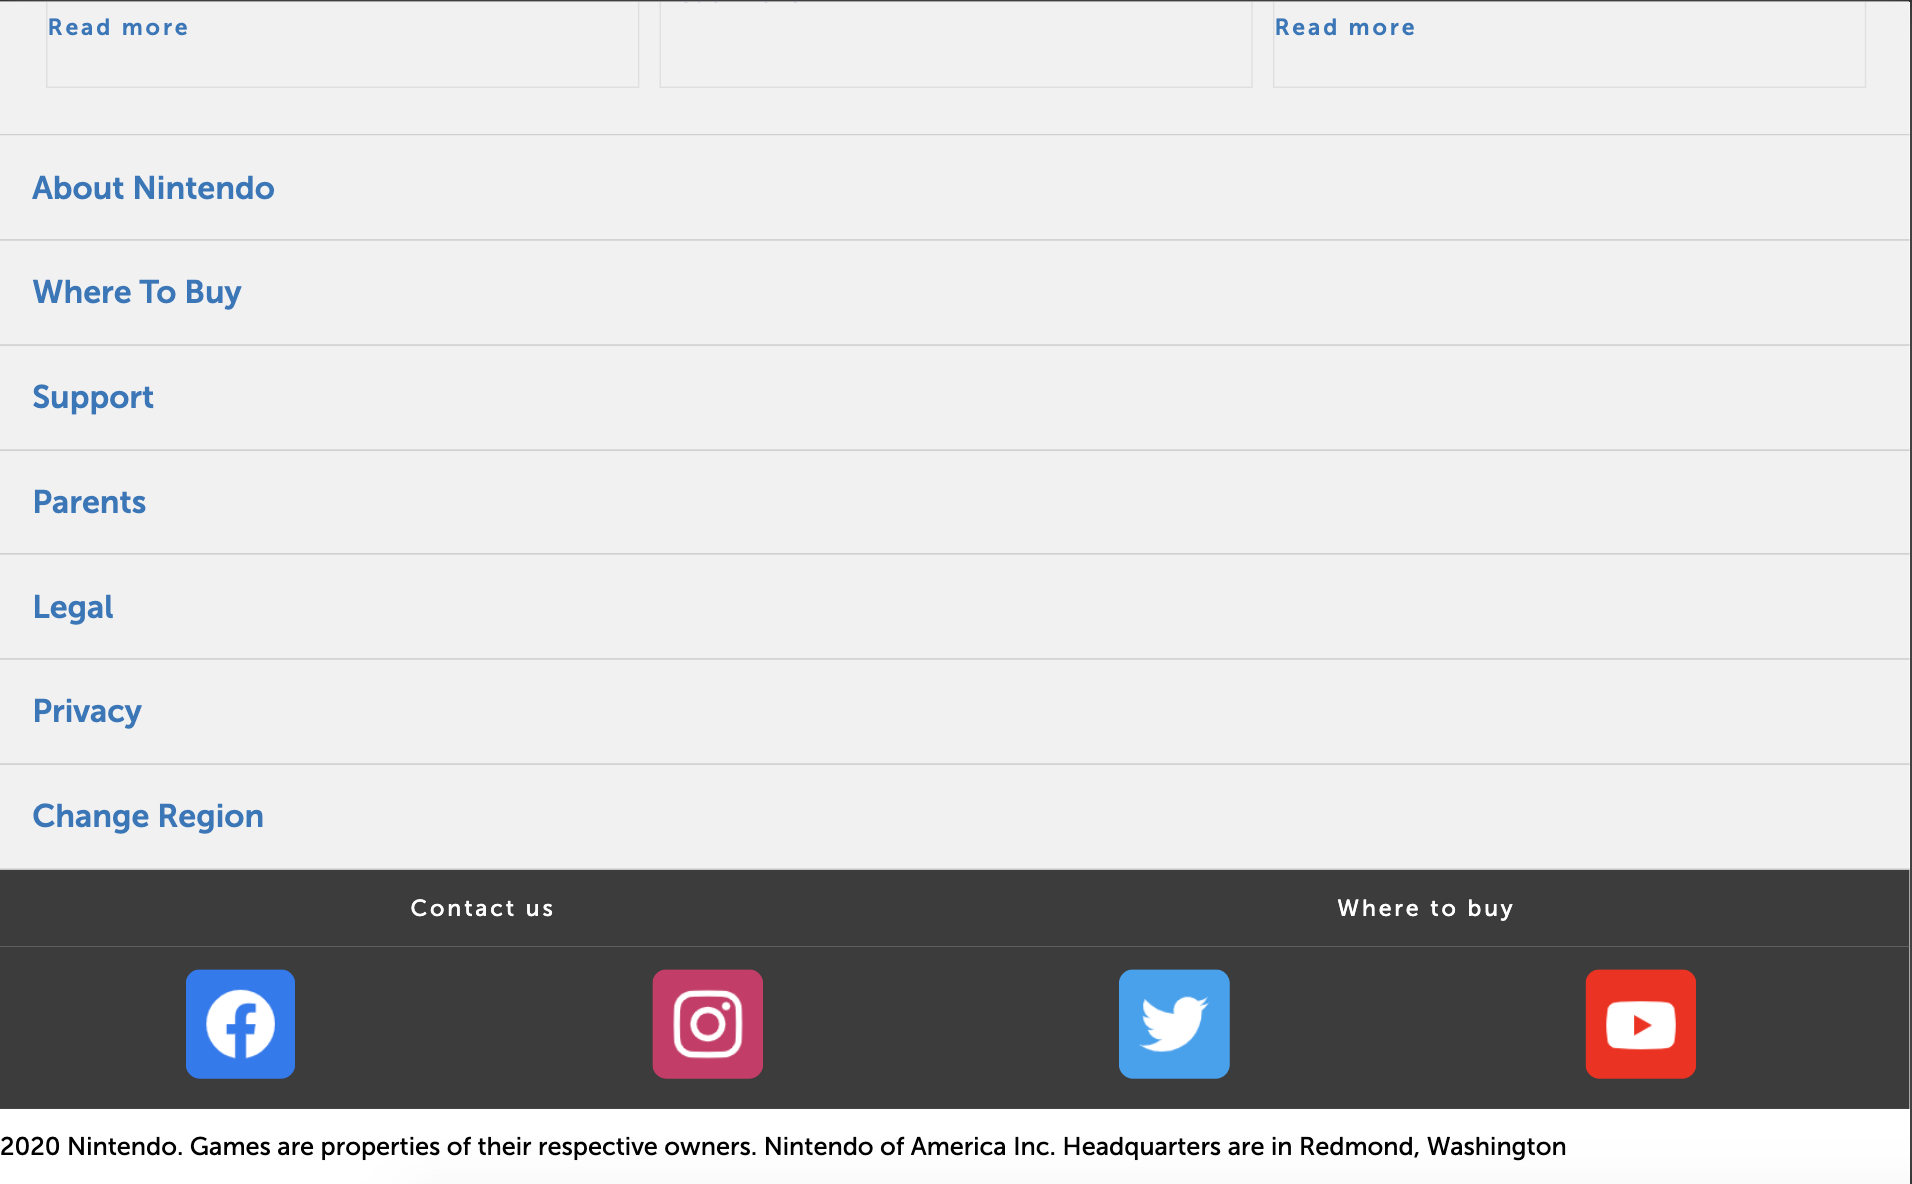 Read more Read more
About Nintendo
Where To Buy
Support
Parents
Legal
Privacy
Change Region
Contact us Where to buy
2020 Nintendo. Games are properties of their respective owners. Nintendo of America Inc. Headquarters are in Redmond, Washington